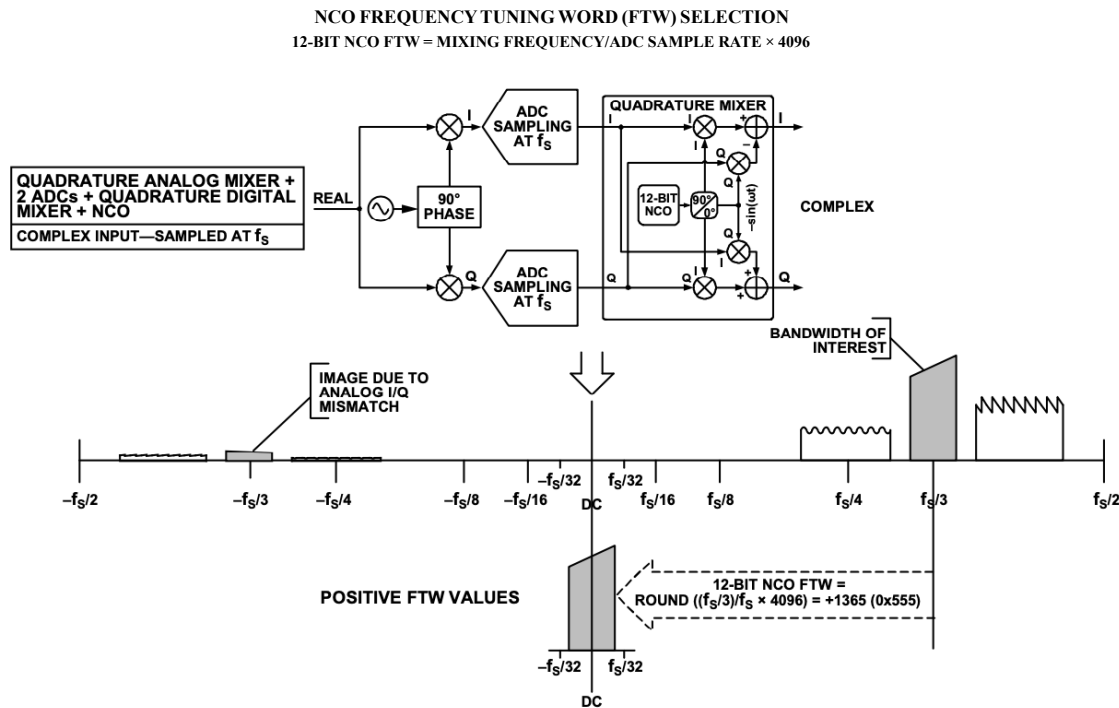 NCO FREQUENCY TUNING WORD (FTW) SELECTION
12-BIT NCO FTW = MIXING FREQUENCY/ADC SAMPLE RATE × 4096
QUADRATURE ANALOG MIXER +
2 ADCs + QUADRATURE DIGITAL
MIXER + NCO
COMPLEX INPUT—SAMPLED AT fS
REAL
90°
PHASE
I
Q
ADC
SAMPLING
AT fS
ADC
SAMPLING
AT fS
QUADRATURE MIXER
I
I
I
+
–
I
Q
Q
12-BIT
NCO
90°
0°
–sin(ωt)
Q
I
I
Q
Q
+
+
Q
COMPLEX
BANDWIDTH OF
INTEREST
IMAGE DUE TO
ANALOG I/Q
MISMATCH
–fS/2
–fS/3
–fS/4
–fS/8
–fS/16
–fS/32
DC
fS/32
fS/16
fS/8
fS/4
fS/3
fS/2
POSITIVE FTW VALUES
12-BIT NCO FTW =
ROUND ((fS/3)/fS × 4096) = +1365 (0x555)
–fS/32
fS/32
DC